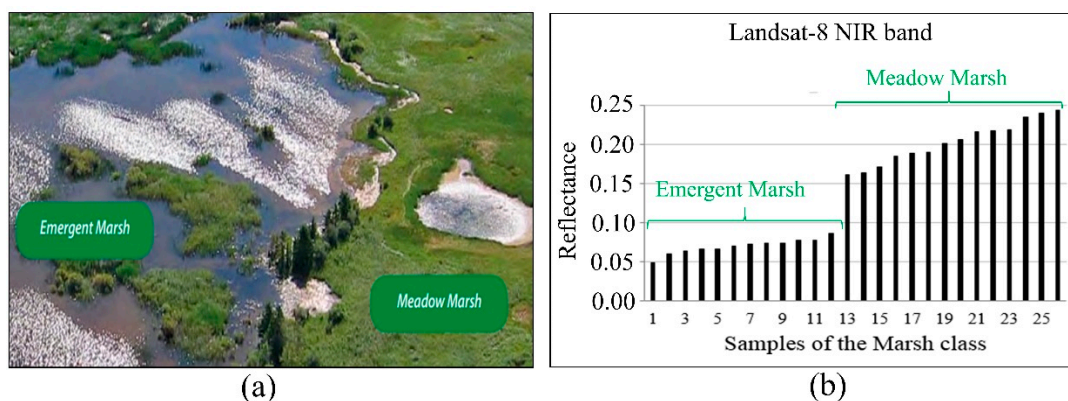 Emergent Marsh
Meadow Marsh
(a)
Landsat-8 NIR band
Meadow Marsh
Emergent Marsh
Reflectance
0.25
0.20
0.15
0.10
0.05
0.00
1 3 5 7 9 11 13 15 17 19 21 23 25
Samples of the Marsh class
(b)